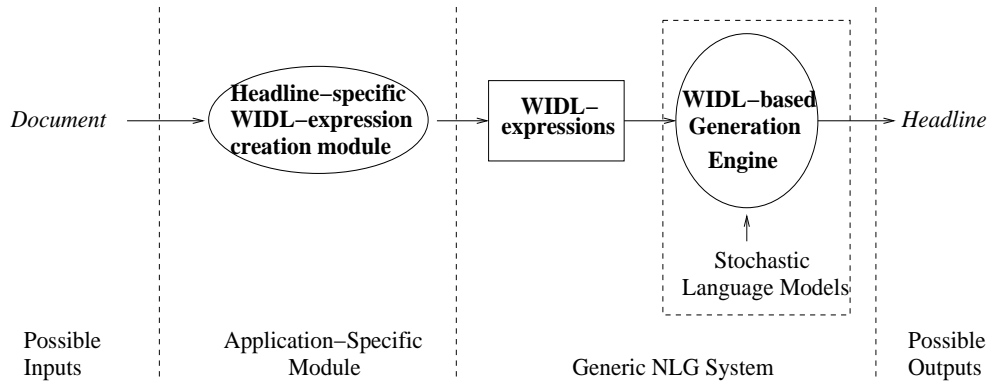 Document
Headline−specific
WIDL−expression
creation module
WIDL−
expressions
WIDL−based
Generation
Engine
Headline
Stochastic
Language Models
Possible
Inputs
Application−Specific
Module
Generic NLG System
Possible
Outputs